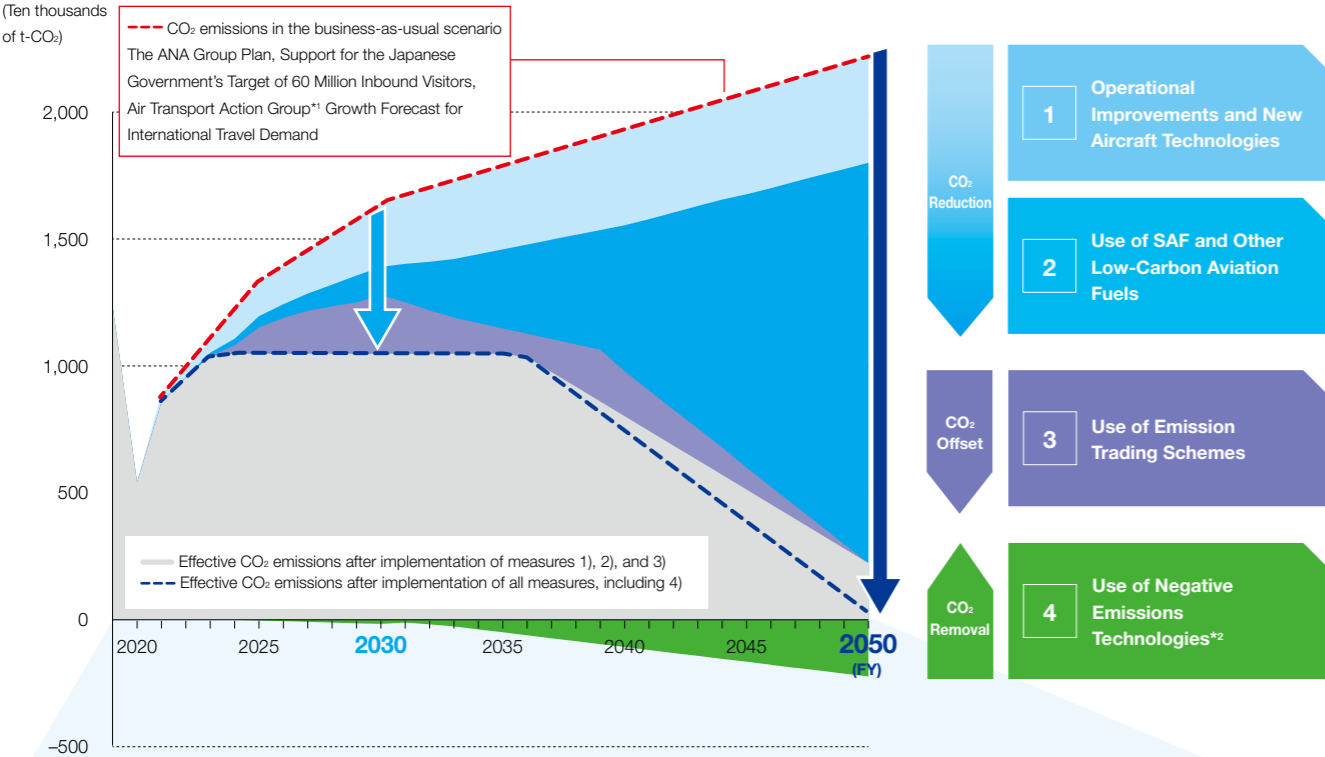 (Ten thousands
of t-CO₂)
CO₂ emissions in the business-as-usual scenario
The ANA Group Plan, Support for the Japanese
Government's Target of 60 Million Inbound Visitors,
Air Transport Action Group*1 Growth Forecast for
International Travel Demand
2,000
1,500
1,000
500
0
–500
Effective CO₂ emissions after implementation of measures 1), 2), and 3)
Effective CO₂ emissions after implementation of all measures, including 4)
2020
2025
2030
2035
2040
2045
2050
(FY)
CO₂
Reduction
1
Operational
Improvements and New
Aircraft Technologies
2
Use of SAF and Other
Low-Carbon Aviation
Fuels
CO₂
Offset
3
Use of Emission
Trading Schemes
CO₂
Removal
4
Use of Negative
Emissions
Technologies*2